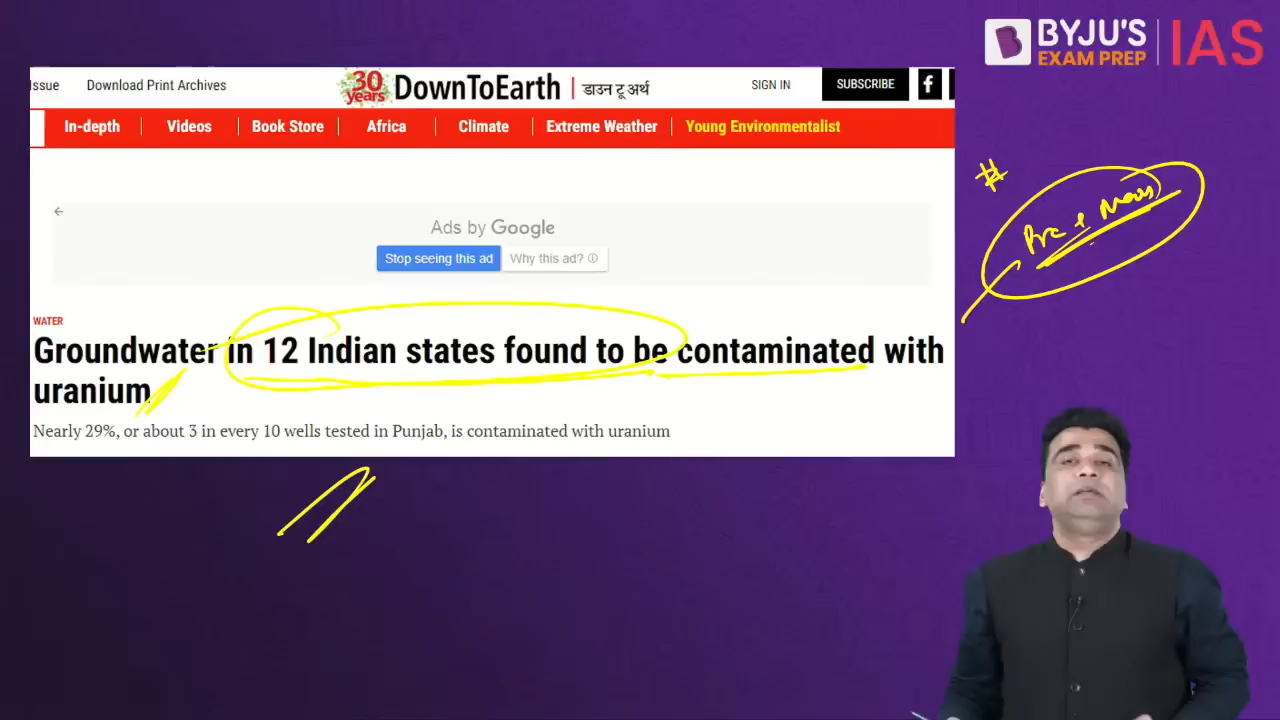 BYJU'S
EXAM PREP
IAS
Issue
Download Print Archives
30
years
DownToEarth
डाउन टू अर्थ
SIGN IN
SUBSCRIBE
f
In-depth
Videos
Book Store
Africa
Climate
Extreme Weather
Young Environmentalist
#
Pre + Mains
Ads by Google
Stop seeing this ad
Why this ad?
WATER
Groundwater in 12 Indian states found to be contaminated with
uranium
Nearly 29%, or about 3 in every 10 wells tested in Punjab, is contaminated with uranium